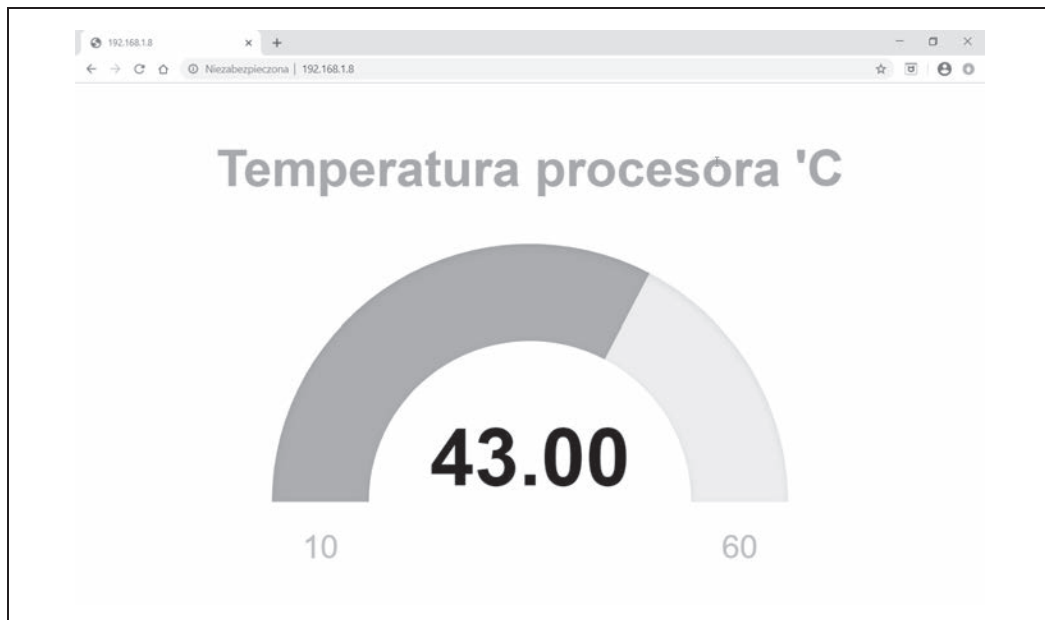 192.168.1.8
Niezabezpieczona | 192.168.1.8
Temperatura procesora 'C
43.00
10
60